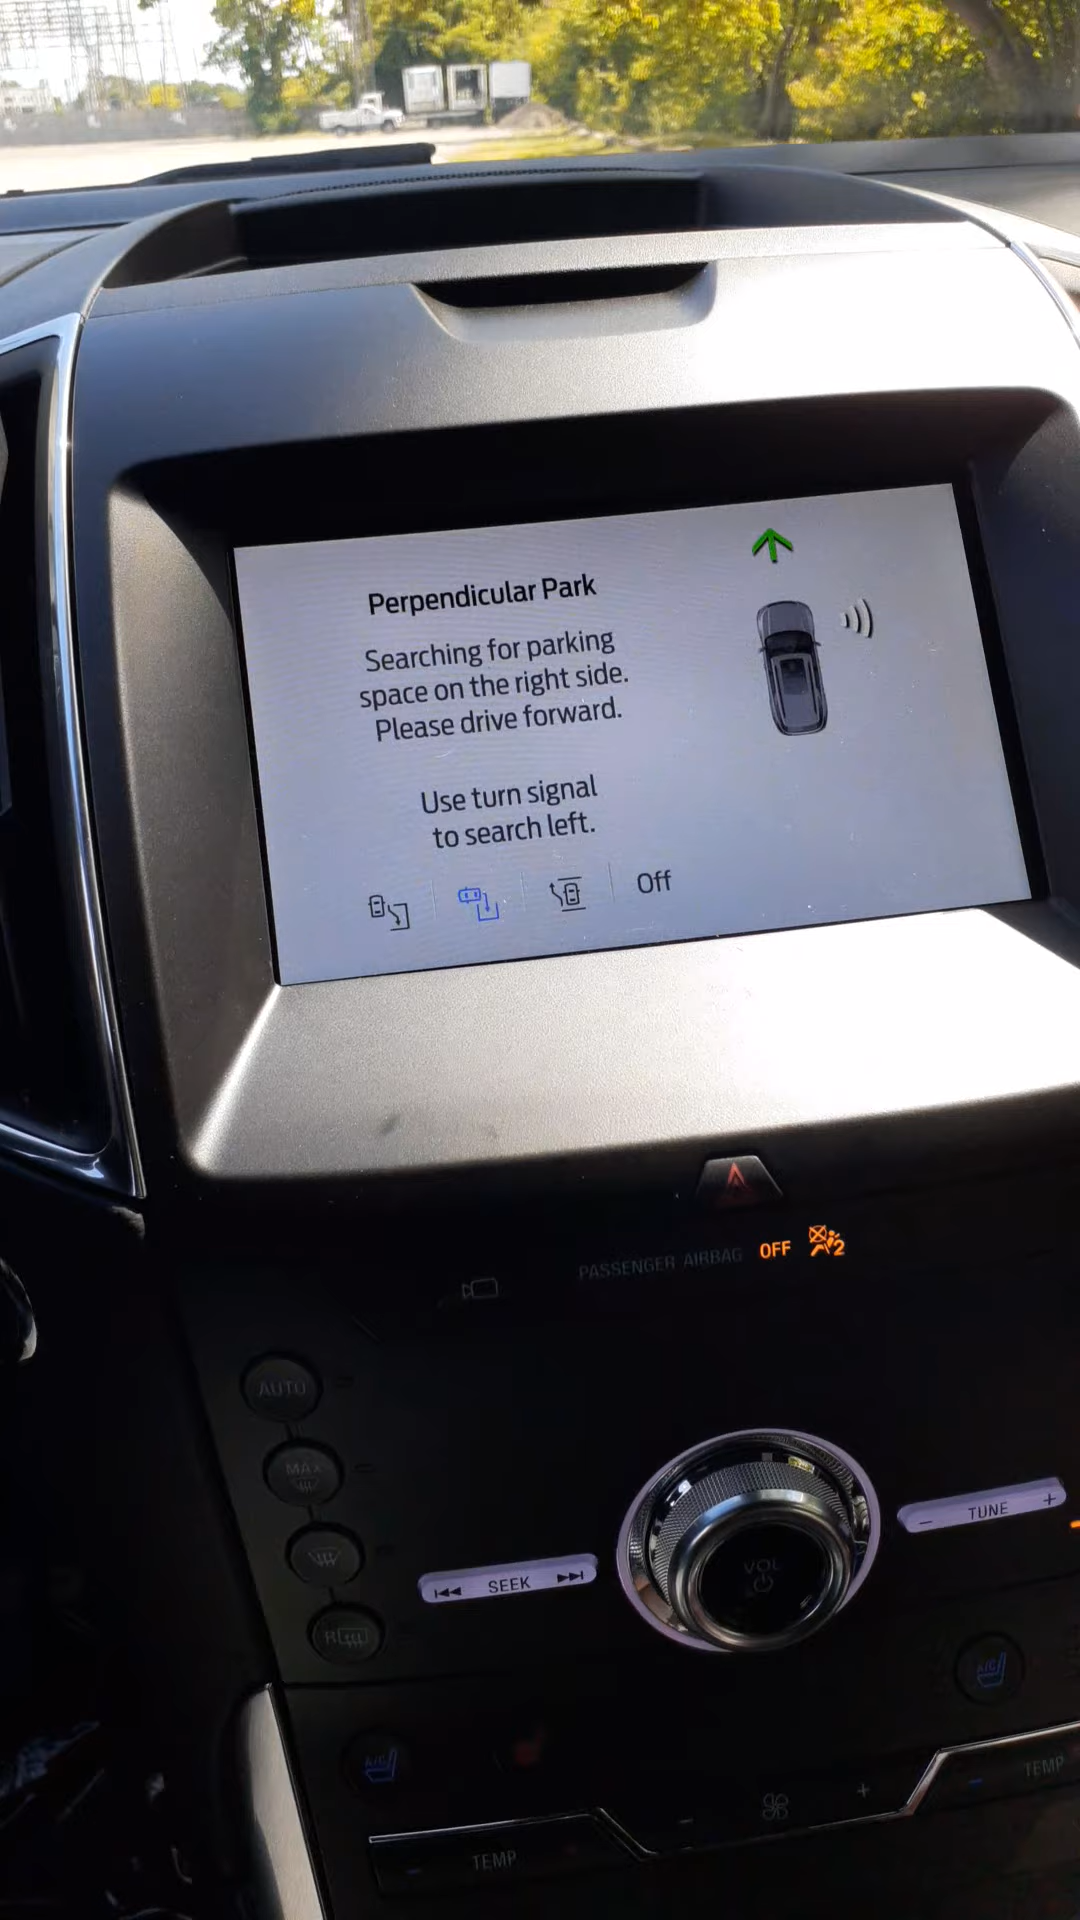 Perpendicular Park
Searching for parking
space on the right side.
Please drive forward.
Use turn signal
to search left.
Off
PASSENGER AIRBAG OFF 2
AUTO
MAX
R
SEEK
VOL
- TUNE +
A/C
A/C
- +
TEMP
TEMP